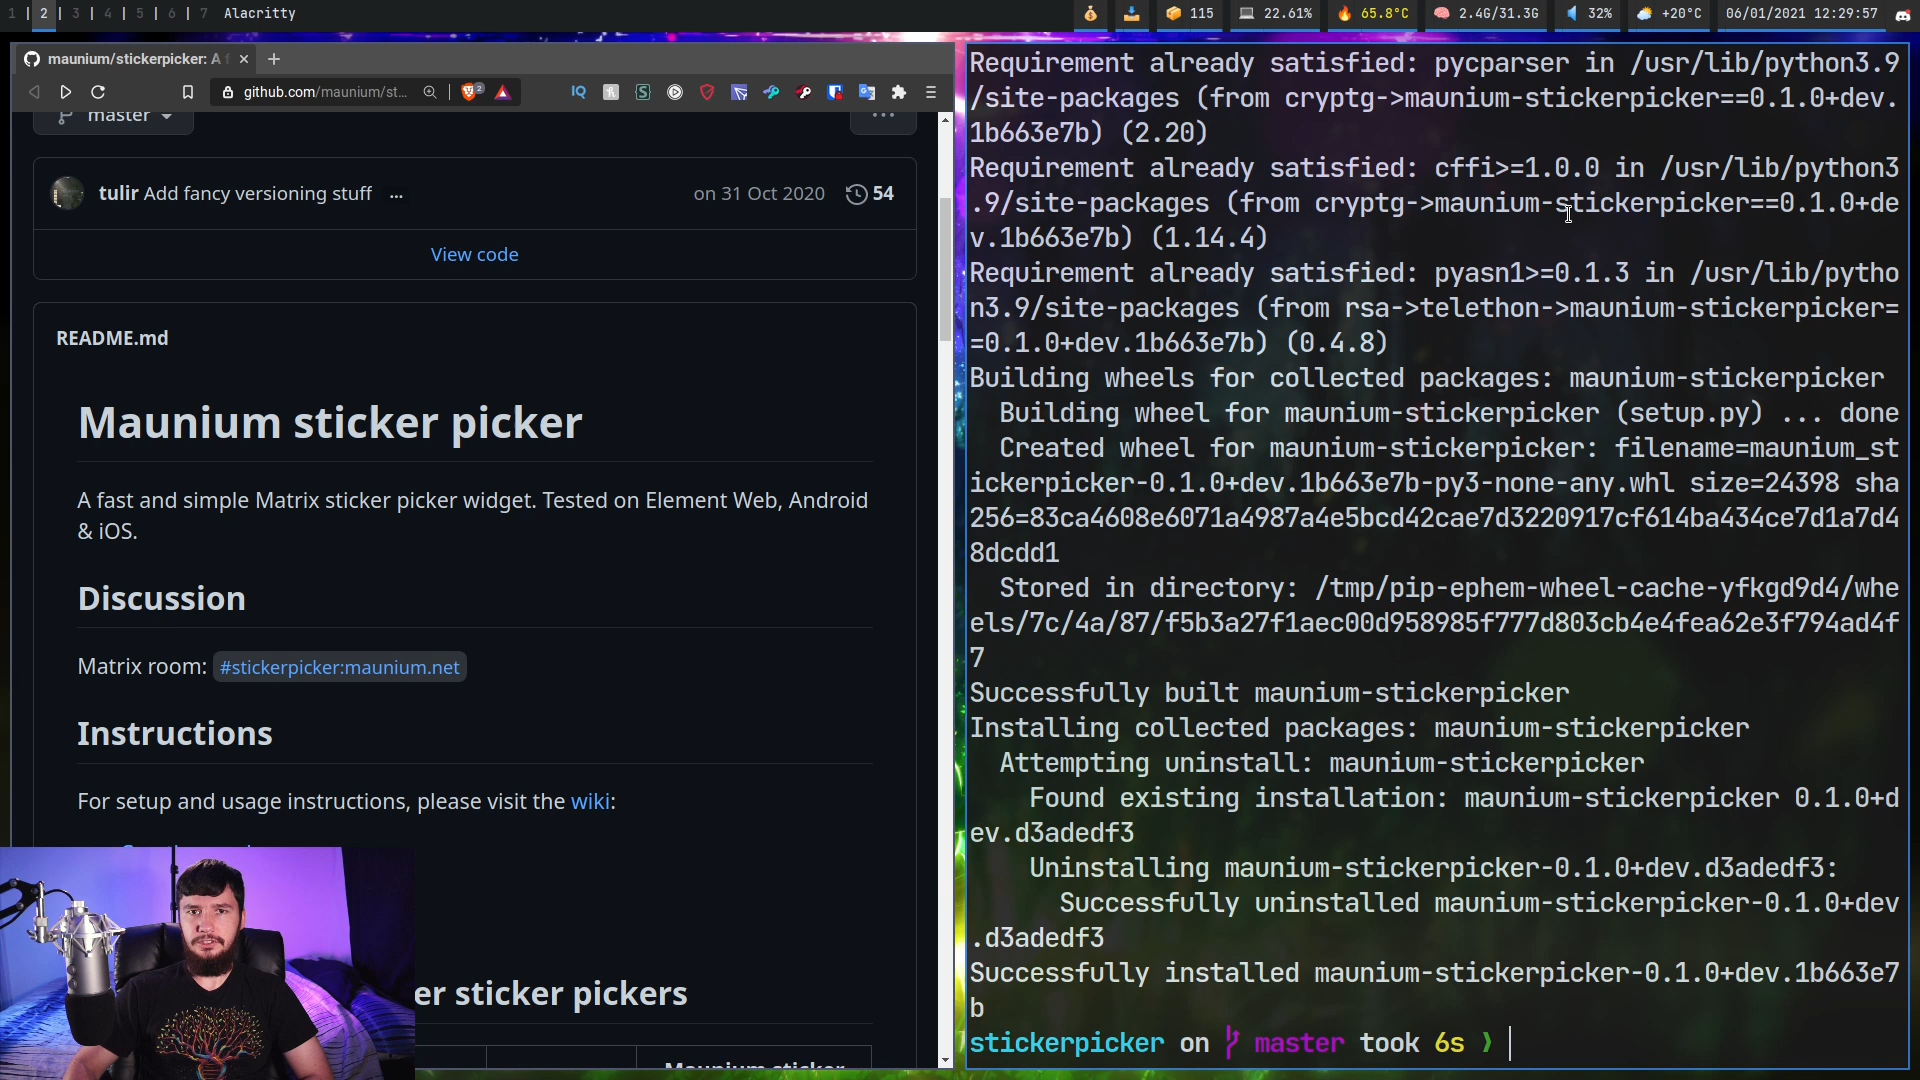 1 | 2 | 3 | 4 | 5 | 6 | 7 Alacritty
115 22.61% 65.8°C 2.4G/31.3G 32% +20°C 06/01/2021 12:29:57
maunium/stickerpicker: A f
github.com/maunium/st... 2
master
tulir Add fancy versioning stuff ... on 31 Oct 2020 54
View code
README.md
Maunium sticker picker
A fast and simple Matrix sticker picker widget. Tested on Element Web, Android
& iOS.
Discussion
Matrix room: #stickerpicker:maunium.net
Instructions
For setup and usage instructions, please visit the wiki:
er sticker pickers
Maunium sticker
Requirement already satisfied: pycparser in /usr/lib/python3.9
/site-packages (from cryptg->maunium-stickerpicker==0.1.0+dev.
1b663e7b) (2.20)
Requirement already satisfied: cffi>=1.0.0 in /usr/lib/python3
.9/site-packages (from cryptg->maunium-stickerpicker==0.1.0+de
v.1b663e7b) (1.14.4)
Requirement already satisfied: pyasn1>=0.1.3 in /usr/lib/pytho
n3.9/site-packages (from rsa->telethon->maunium-stickerpicker=
=0.1.0+dev.1b663e7b) (0.4.8)
Building wheels for collected packages: maunium-stickerpicker
Building wheel for maunium-stickerpicker (setup.py) ... done
Created wheel for maunium-stickerpicker: filename=maunium_st
ickerpicker-0.1.0+dev.1b663e7b-py3-none-any.whl size=24398 sha
256=83ca4608e6071a4987a4e5bcd42cae7d3220917cf614ba434ce7d1a7d4
8dcdd1
Stored in directory: /tmp/pip-ephem-wheel-cache-yfkgd9d4/whe
els/7c/4a/87/f5b3a27f1aec00d958985f777d803cb4e4fea62e3f794ad4f
7
Successfully built maunium-stickerpicker
Installing collected packages: maunium-stickerpicker
Attempting uninstall: maunium-stickerpicker
Found existing installation: maunium-stickerpicker 0.1.0+d
ev.d3adedf3
Uninstalling maunium-stickerpicker-0.1.0+dev.d3adedf3:
Successfully uninstalled maunium-stickerpicker-0.1.0+dev
.d3adedf3
Successfully installed maunium-stickerpicker-0.1.0+dev.1b663e7
b
stickerpicker on master took 6s ❯